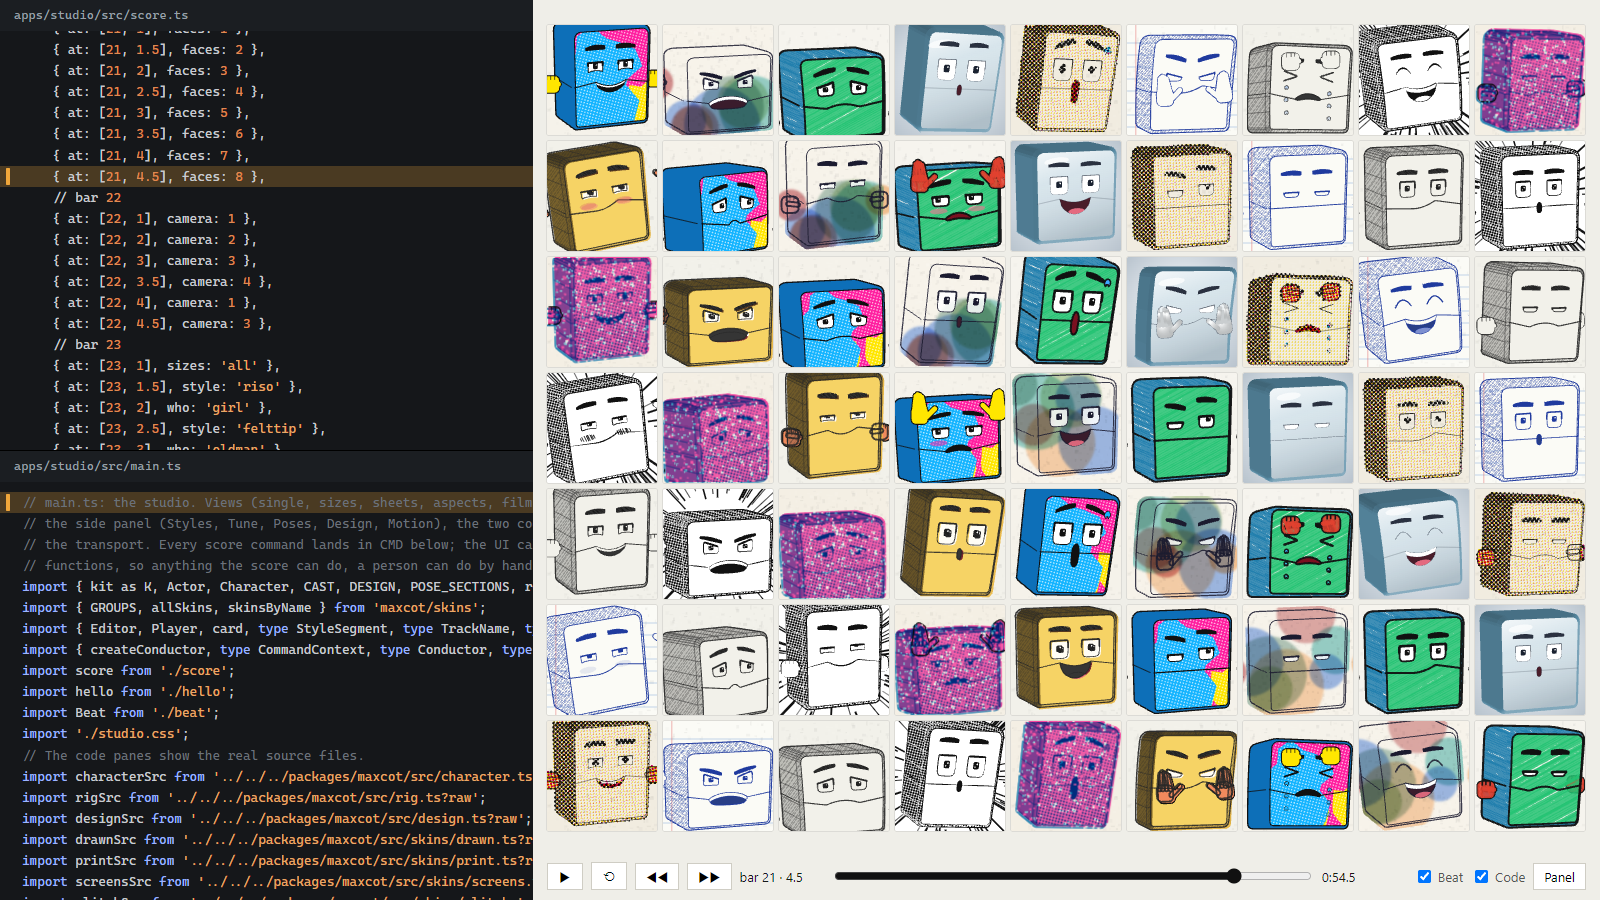 apps/studio/src/score.ts
{ at: [21, 1.5], faces: 2 },
{ at: [21, 2], faces: 3 },
{ at: [21, 2.5], faces: 4 },
{ at: [21, 3], faces: 5 },
{ at: [21, 3.5], faces: 6 },
{ at: [21, 4], faces: 7 },
{ at: [21, 4.5], faces: 8 },
// bar 22
{ at: [22, 1], camera: 1 },
{ at: [22, 2], camera: 2 },
{ at: [22, 3], camera: 3 },
{ at: [22, 3.5], camera: 4 },
{ at: [22, 4], camera: 1 },
{ at: [22, 4.5], camera: 3 },
// bar 23
{ at: [23, 1], sizes: 'all' },
{ at: [23, 1.5], style: 'riso' },
{ at: [23, 2], who: 'girl' },
{ at: [23, 2.5], style: 'felttip' },
apps/studio/src/main.ts
// main.ts: the studio. Views (single, sizes, sheets, aspects, film
// the side panel (Styles, Tune, Poses, Design, Motion), the two co
// the transport. Every score command lands in CMD below; the UI ca
// functions, so anything the score can do, a person can do by hand
import { kit as K, Actor, Character, CAST, DESIGN, POSE_SECTIONS, r
import { GROUPS, allSkins, skinsByName } from 'maxcot/skins';
import { Editor, Player, card, type StyleSegment, type TrackName, t
import { createConductor, type CommandContext, type Conductor, type
import score from './score';
import hello from './hello';
import Beat from './beat';
import './studio.css';
// The code panes show the real source files.
import characterSrc from '../../../packages/maxcot/src/character.ts
import rigSrc from '../../../packages/maxcot/src/rig.ts?raw';
import designSrc from '../../../packages/maxcot/src/design.ts?raw';
import drawnSrc from '../../../packages/maxcot/src/skins/drawn.ts?r
import printSrc from '../../../packages/maxcot/src/skins/print.ts?r
import screensSrc from '../../../packages/maxcot/src/skins/screens.
bar 21 · 4.5
0:54.5
Beat
Code
Panel